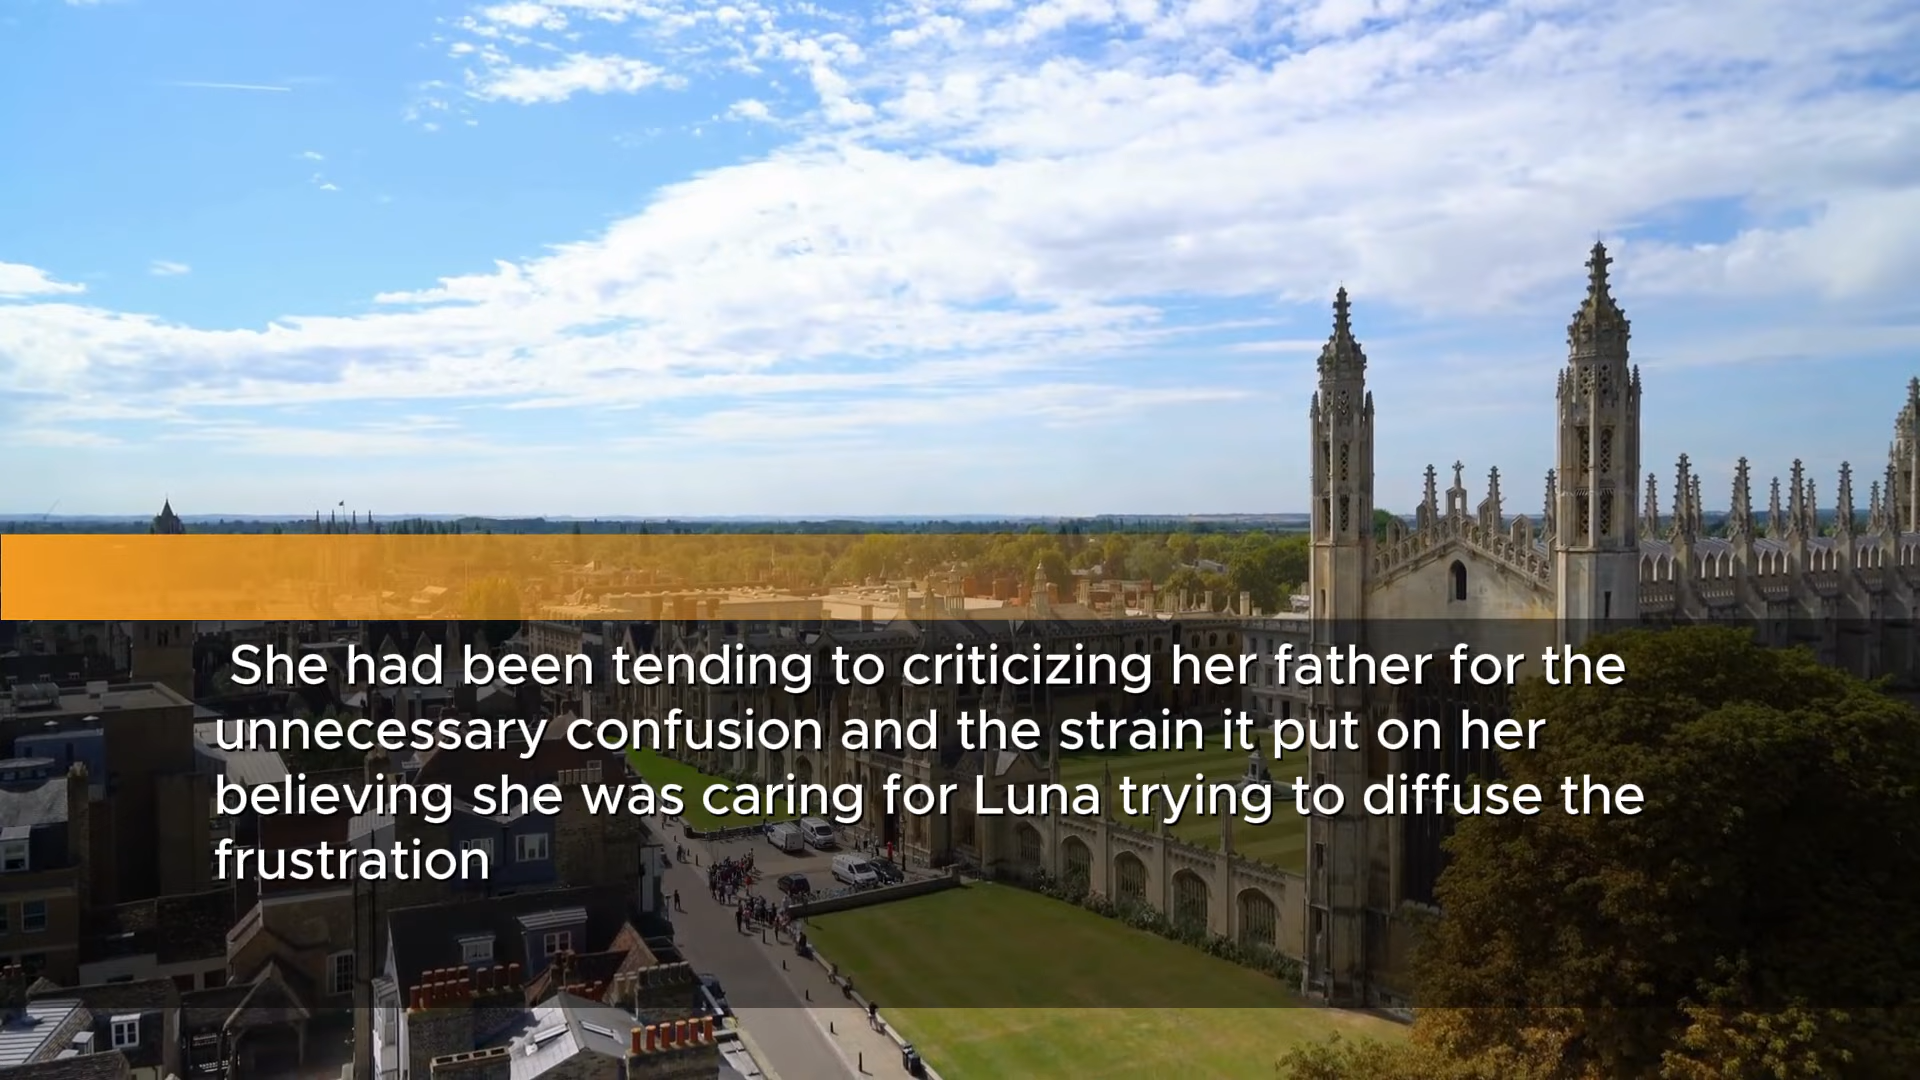 She had been tending to criticizing her father for the
unnecessary confusion and the strain it put on her
believing she was caring for Luna trying to diffuse the
frustration